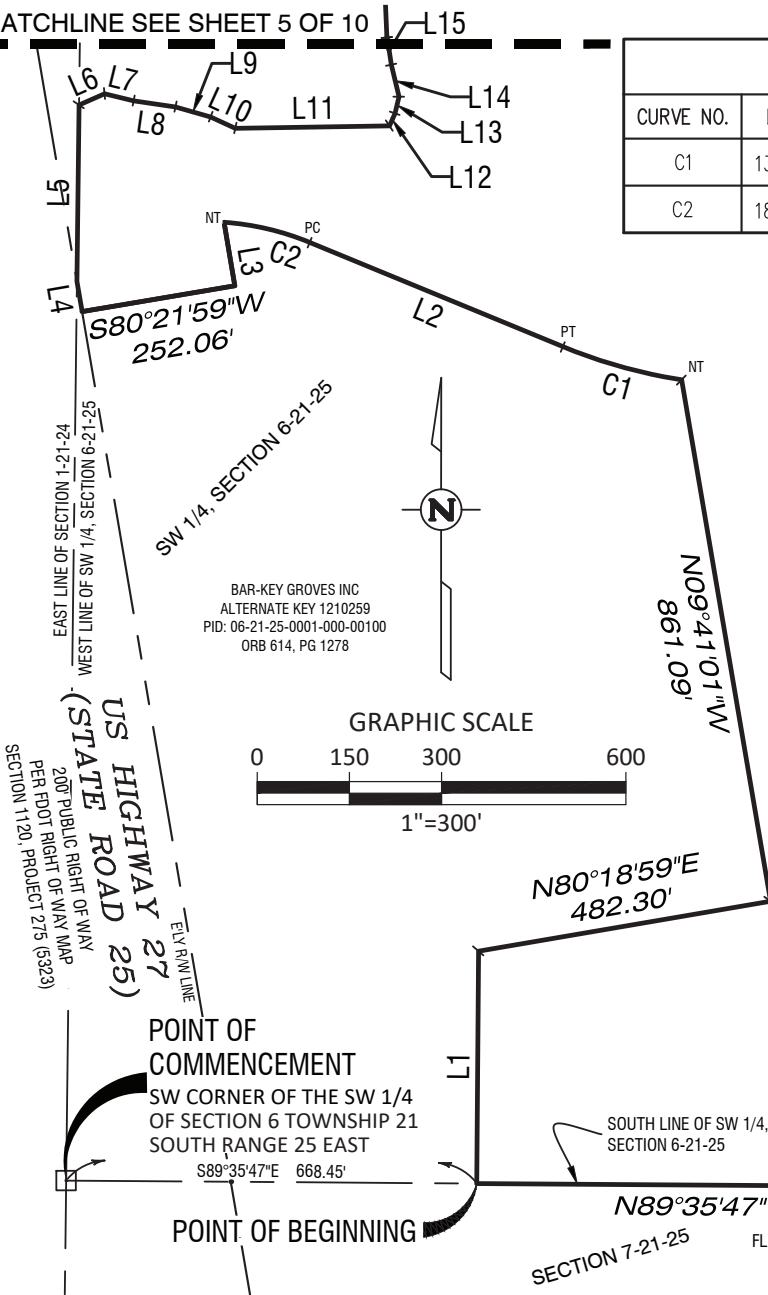 ATCHLINE SEE SHEET 5 OF 10
L15
L6
L7
L9
L8
L10
L11
L14
L13
L12
CURVE NO.
C1
C2
L5
NT
PC
C2
L3
L4
S80°21'59"W
252.06'
L2
PT
C1
NT
EAST LINE OF SECTION 1-21-24
WEST LINE OF SW 1/4, SECTION 6-21-25
SW 1/4, SECTION 6-21-25
N
BAR-KEY GROVES INC
ALTERNATE KEY 1210259
PID: 06-21-25-0001-000-00100
ORB 614, PG 1278
N09°41'01"W
861.09'
GRAPHIC SCALE
0 150 300 600
1"=300'
US HIGHWAY 27
(STATE ROAD 25)
200' PUBLIC RIGHT OF WAY
PER FDOT RIGHT OF WAY MAP
SECTION 1120, PROJECT 275 (5323)
E'LY R/W LINE
N80°18'59"E
482.30'
L1
POINT OF
COMMENCEMENT
SW CORNER OF THE SW 1/4
OF SECTION 6 TOWNSHIP 21
SOUTH RANGE 25 EAST
S89°35'47"E 668.45'
SOUTH LINE OF SW 1/4,
SECTION 6-21-25
POINT OF BEGINNING
N89°35'47"
SECTION 7-21-25
FL